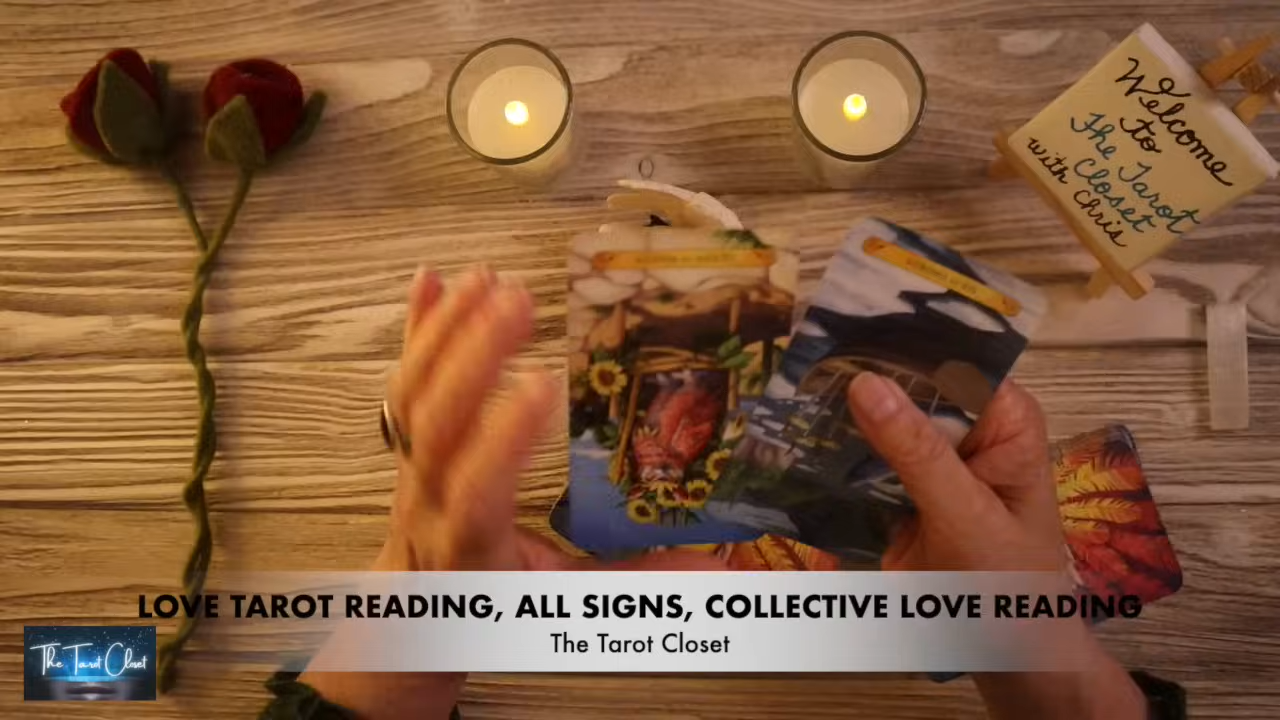 Welcome
to
The Tarot
Closet
with Chris
LOVE TAROT READING, ALL SIGNS, COLLECTIVE LOVE READING
The Tarot Closet
The Tarot Closet